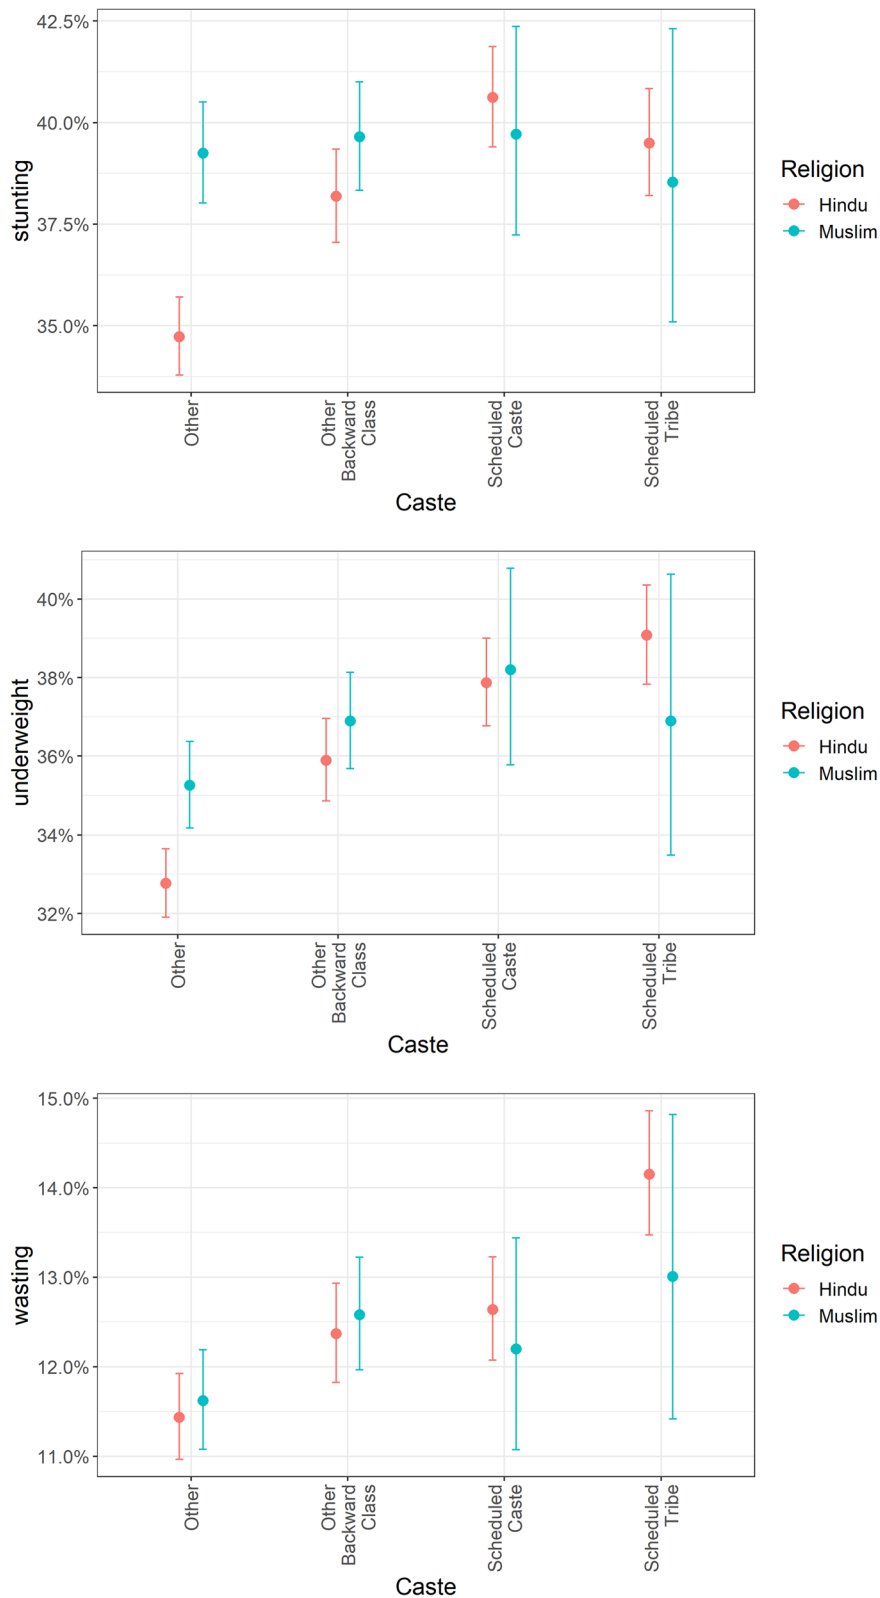 42.5%
40.0%
37.5%
35.0%
stunting
Other
Other
Backward
Class
Scheduled
Caste
Scheduled
Tribe
Caste
Religion
Hindu
Muslim
40%
38%
36%
34%
32%
underweight
Other
Other
Backward
Class
Scheduled
Caste
Scheduled
Tribe
Caste
Religion
Hindu
Muslim
15.0%
14.0%
13.0%
12.0%
11.0%
wasting
Other
Other
Backward
Class
Scheduled
Caste
Scheduled
Tribe
Caste
Religion
Hindu
Muslim